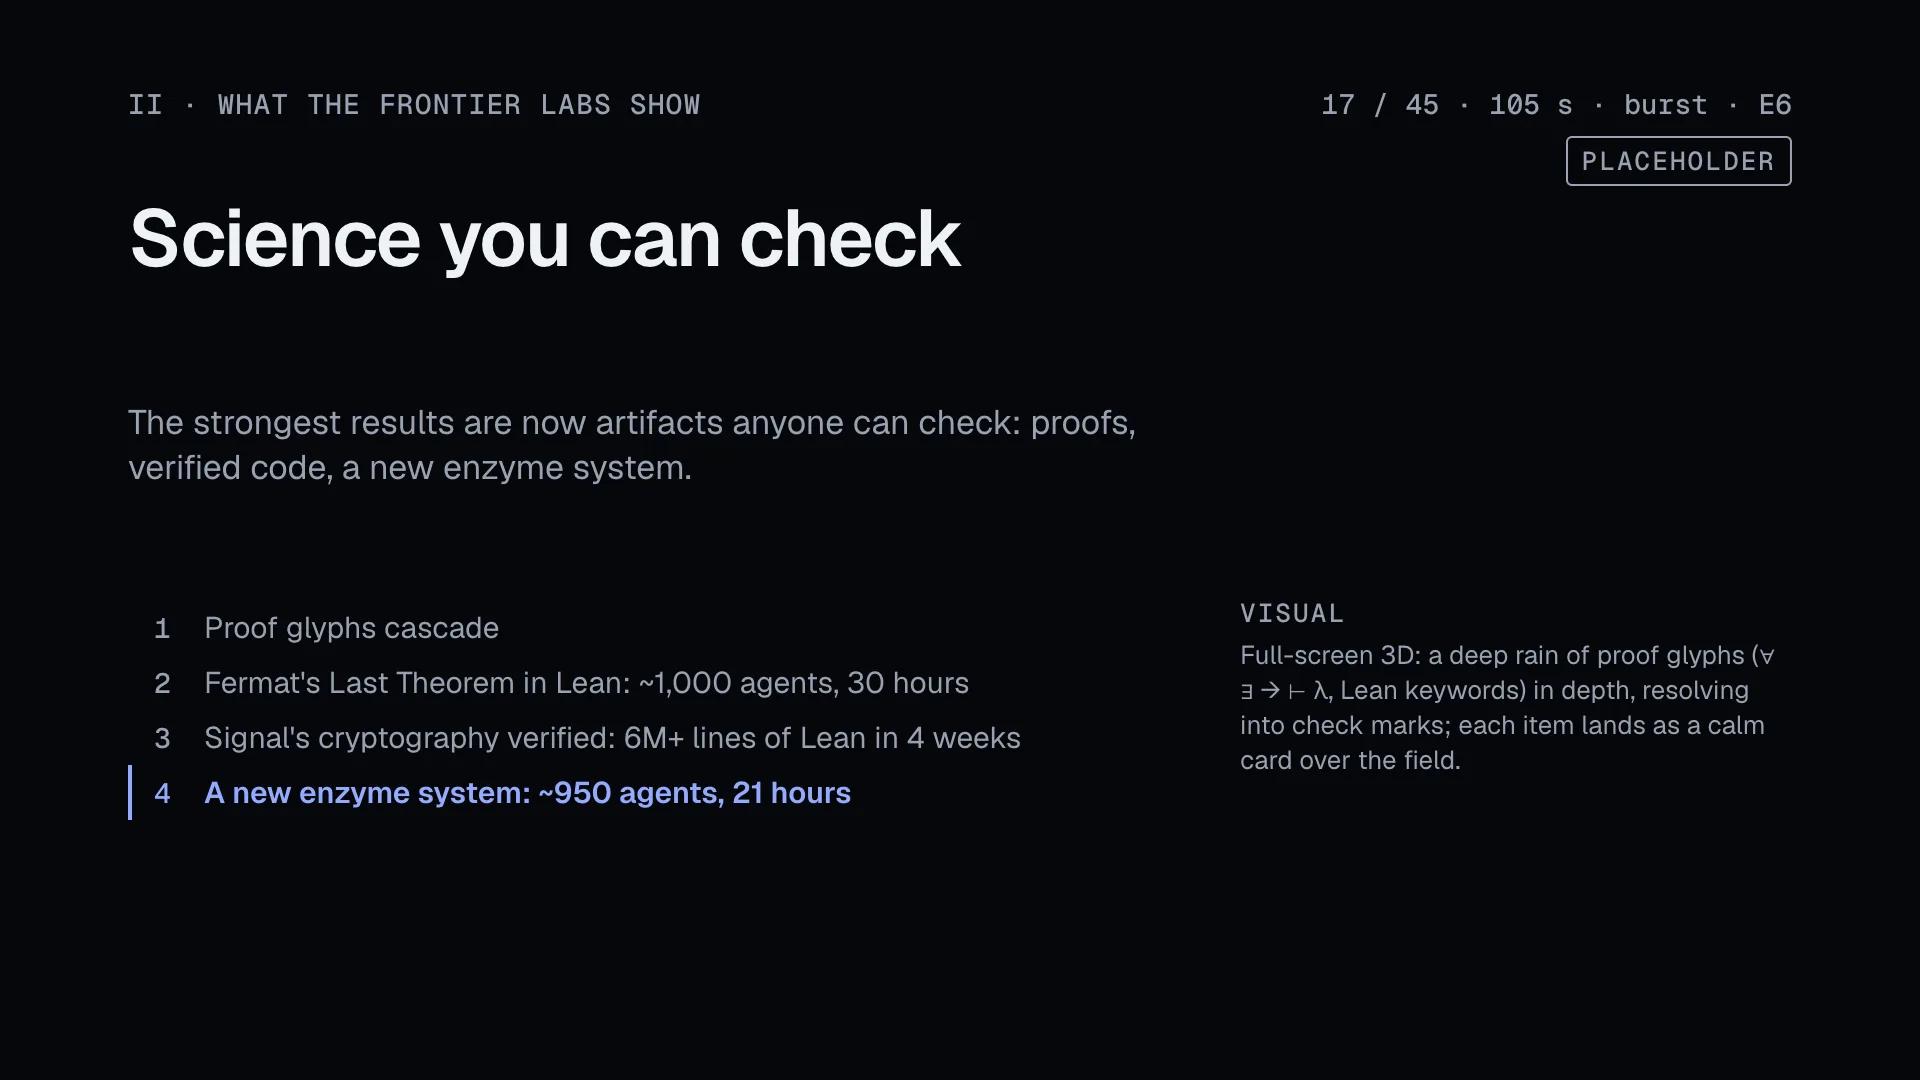 II · WHAT THE FRONTIER LABS SHOW
17 / 45 · 105 s · burst · E6
PLACEHOLDER
Science you can check
The strongest results are now artifacts anyone can check: proofs,
verified code, a new enzyme system.
1 Proof glyphs cascade
2 Fermat's Last Theorem in Lean: ~1,000 agents, 30 hours
3 Signal's cryptography verified: 6M+ lines of Lean in 4 weeks
4 A new enzyme system: ~950 agents, 21 hours
VISUAL
Full-screen 3D: a deep rain of proof glyphs (∀
∃ → ⊢ λ, Lean keywords) in depth, resolving
into check marks; each item lands as a calm
card over the field.